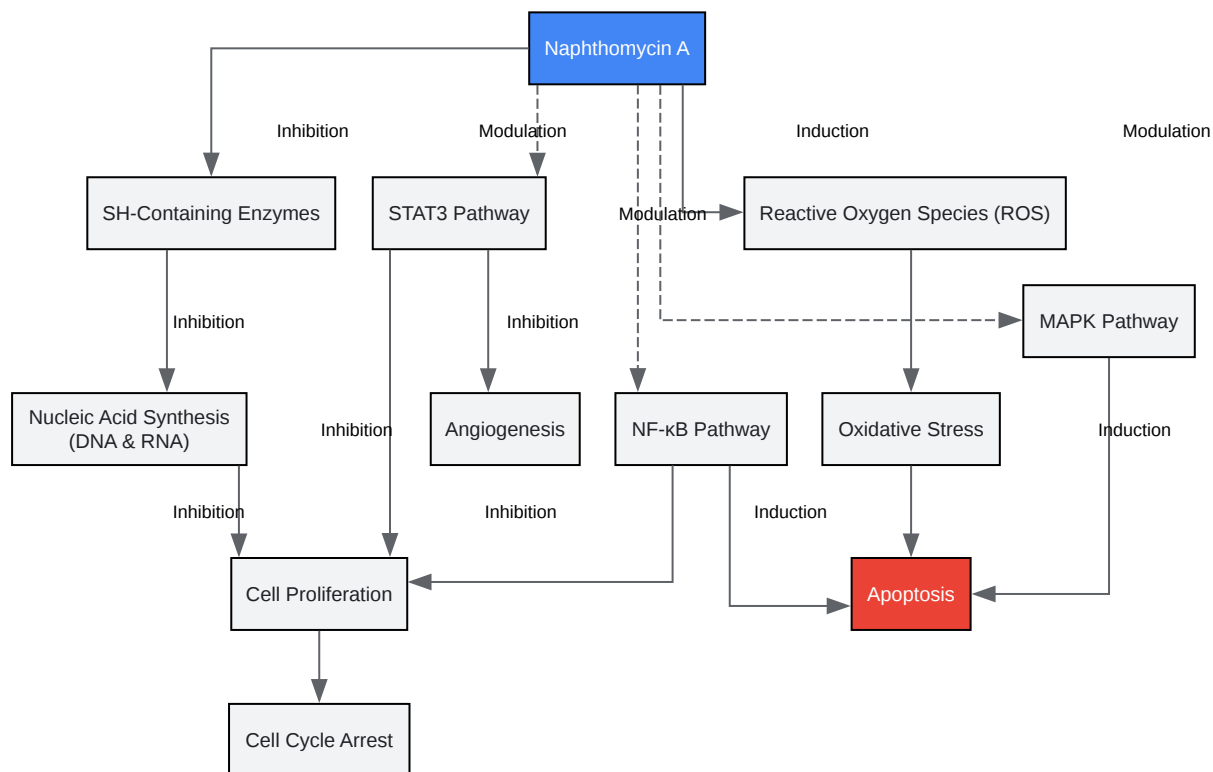 Naphthomycin A
Inhibition
Modulation
Induction
Modulation
SH-Containing Enzymes
STAT3 Pathway
Modulation
Reactive Oxygen Species (ROS)
Inhibition
Inhibition
MAPK Pathway
Nucleic Acid Synthesis
(DNA & RNA)
Inhibition
Angiogenesis
NF-κB Pathway
Oxidative Stress
Induction
Inhibition
Inhibition
Induction
Cell Proliferation
Apoptosis
Cell Cycle Arrest